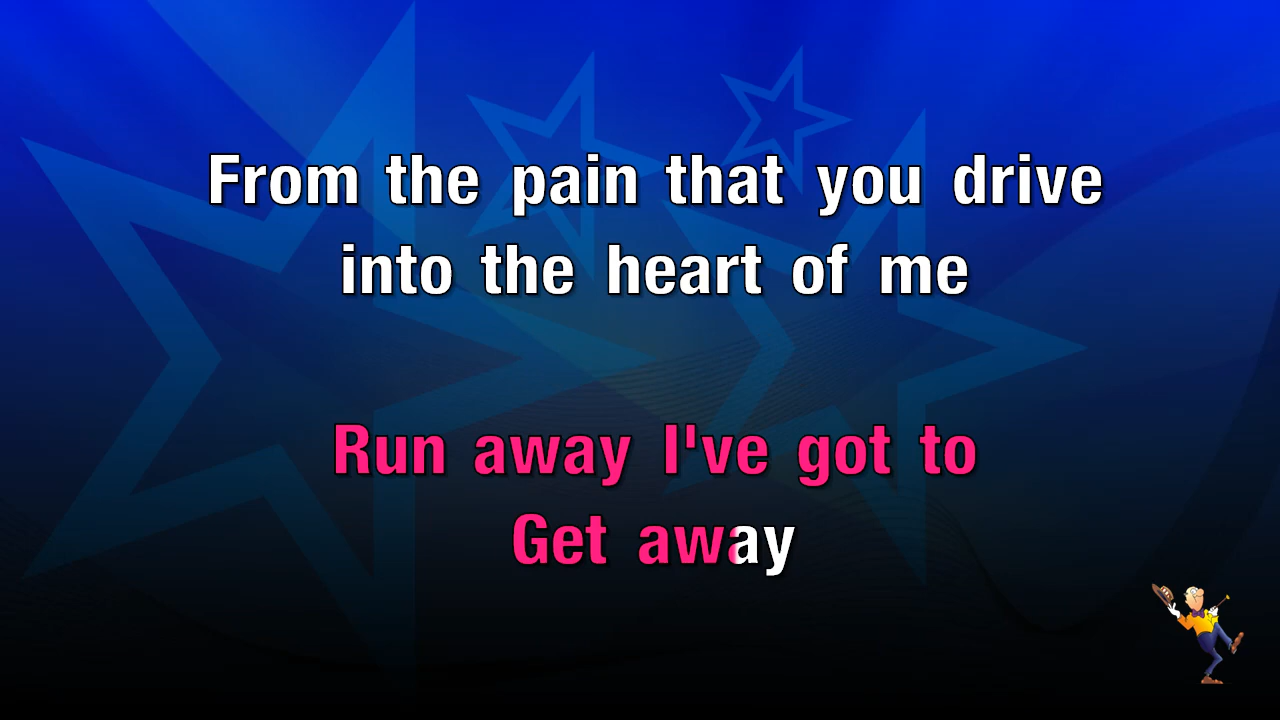 From the pain that you drive
into the heart of me
Run away I've got to
Get away